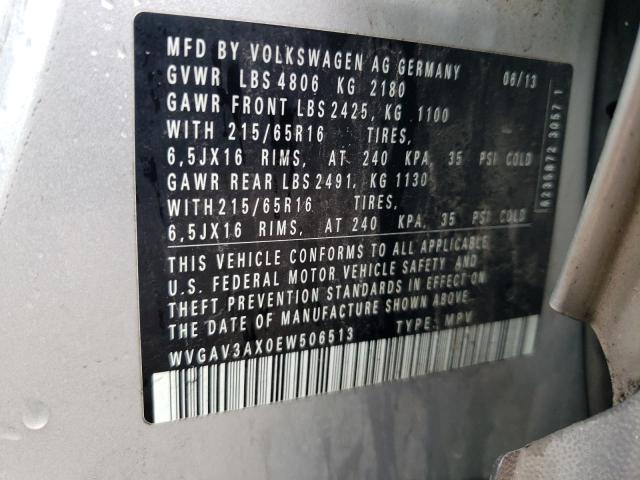 MFD BY VOLKSWAGEN AG GERMANY 06/13
GVWR LBS 4806 KG 2180
GAWR FRONT LBS 2425, KG 1100
WITH 215/65R16 TIRES,
6,5JX16 RIMS, AT 240 KPA, 35 PSI COLD
GAWR REAR LBS 2491, KG 1130
WITH 215/65R16 TIRES,
6,5JX16 RIMS, AT 240 KPA, 35 PSI COLD
THIS VEHICLE CONFORMS TO ALL APPLICABLE
U.S. FEDERAL MOTOR VEHICLE SAFETY AND
THEFT PREVENTION STANDARDS IN EFFECT ON
THE DATE OF MANUFACTURE SHOWN ABOVE
WVGAV3AX0EW506513 TYPE: MPV